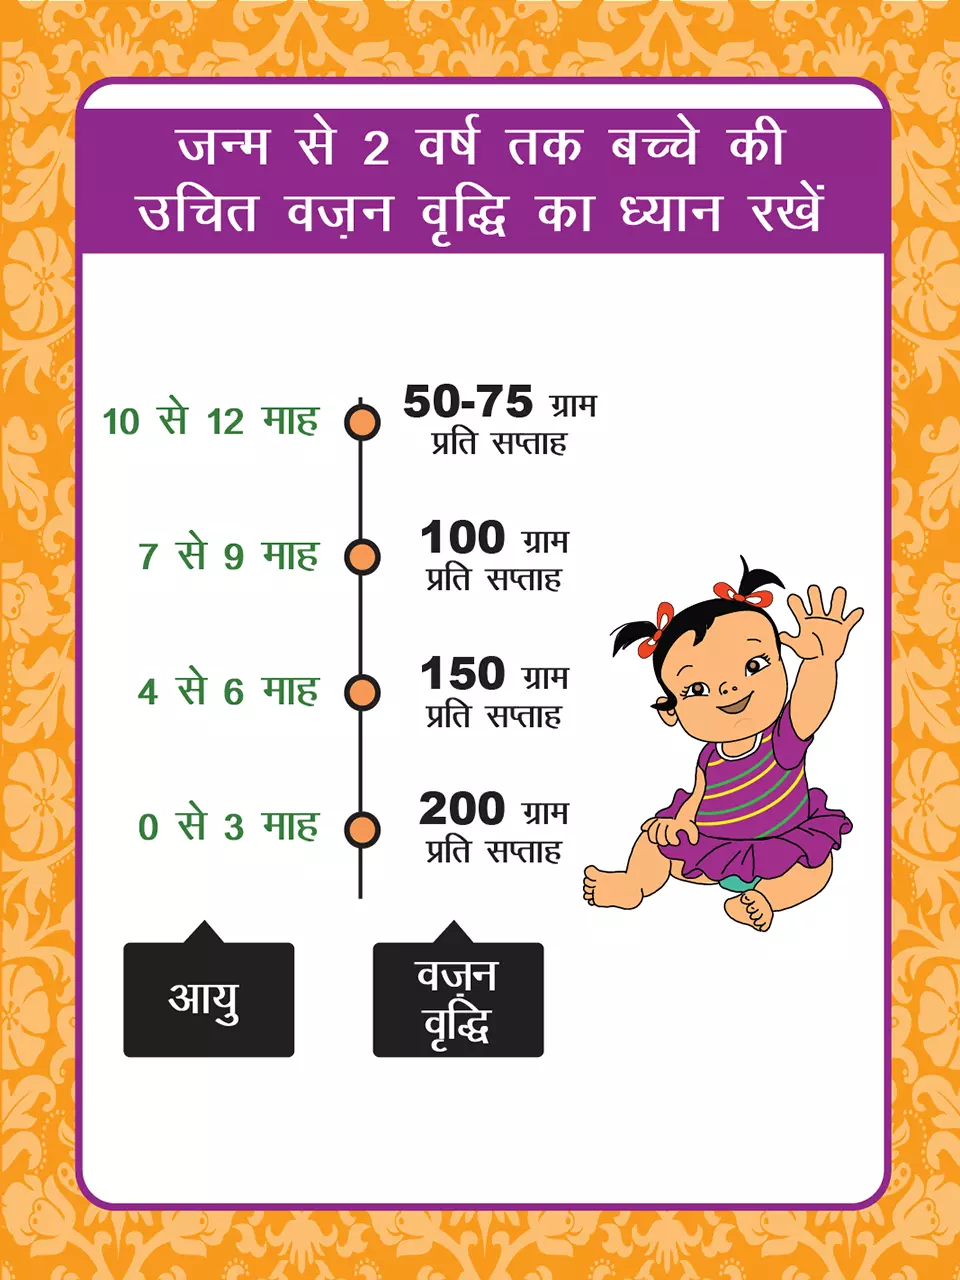 जन्म से 2 वर्ष तक बच्चे की
उचित वज़न वृद्धि का ध्यान रखें
10 से 12 माह
50-75 ग्राम
प्रति सप्ताह
7 से 9 माह
100 ग्राम
प्रति सप्ताह
4 से 6 माह
150 ग्राम
प्रति सप्ताह
0 से 3 माह
200 ग्राम
प्रति सप्ताह
आयु
वज़न
वृद्धि